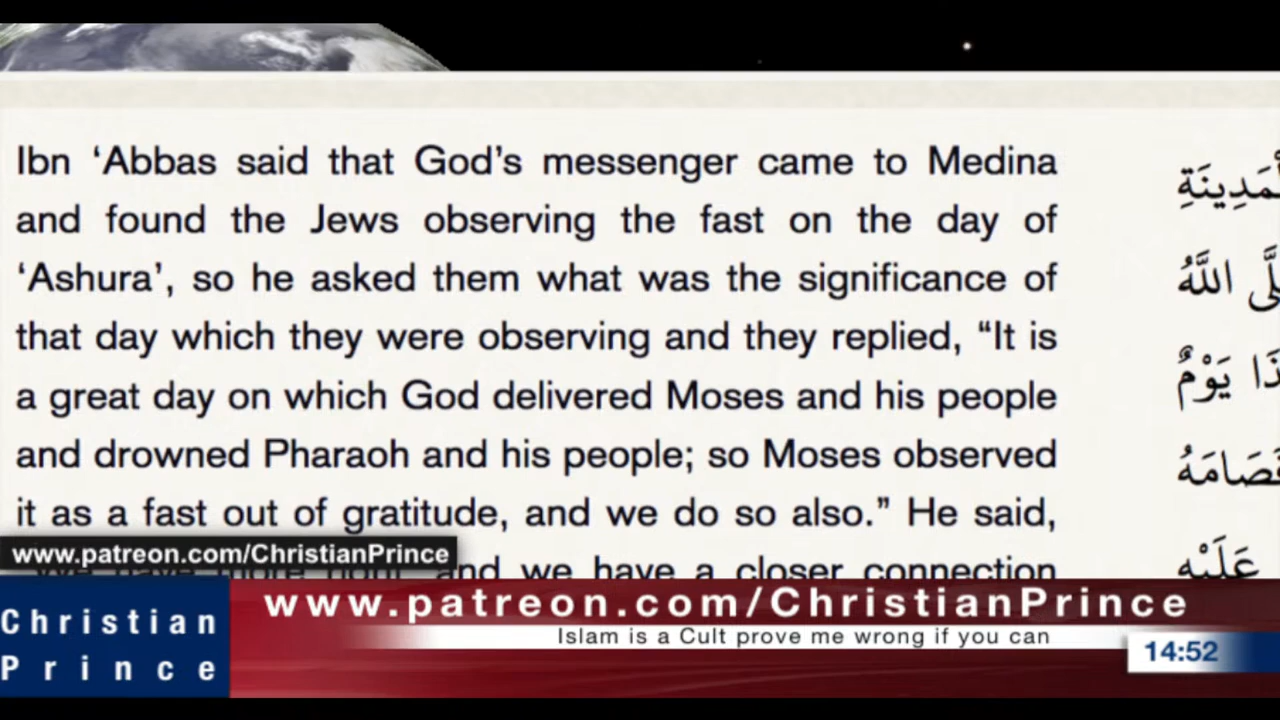 Ibn ‘Abbas said that God’s messenger came to Medina
and found the Jews observing the fast on the day of
‘Ashura’, so he asked them what was the significance of
that day which they were observing and they replied, “It is
a great day on which God delivered Moses and his people
and drowned Pharaoh and his people; so Moses observed
it as a fast out of gratitude, and we do so also.” He said,
and we have a closer connection
يَوْمٌ
عَلَيْهِ
www.patreon.com/ChristianPrince
Christian
Prince
www.patreon.com/ChristianPrince
Islam is a Cult prove me wrong if you can
14:52